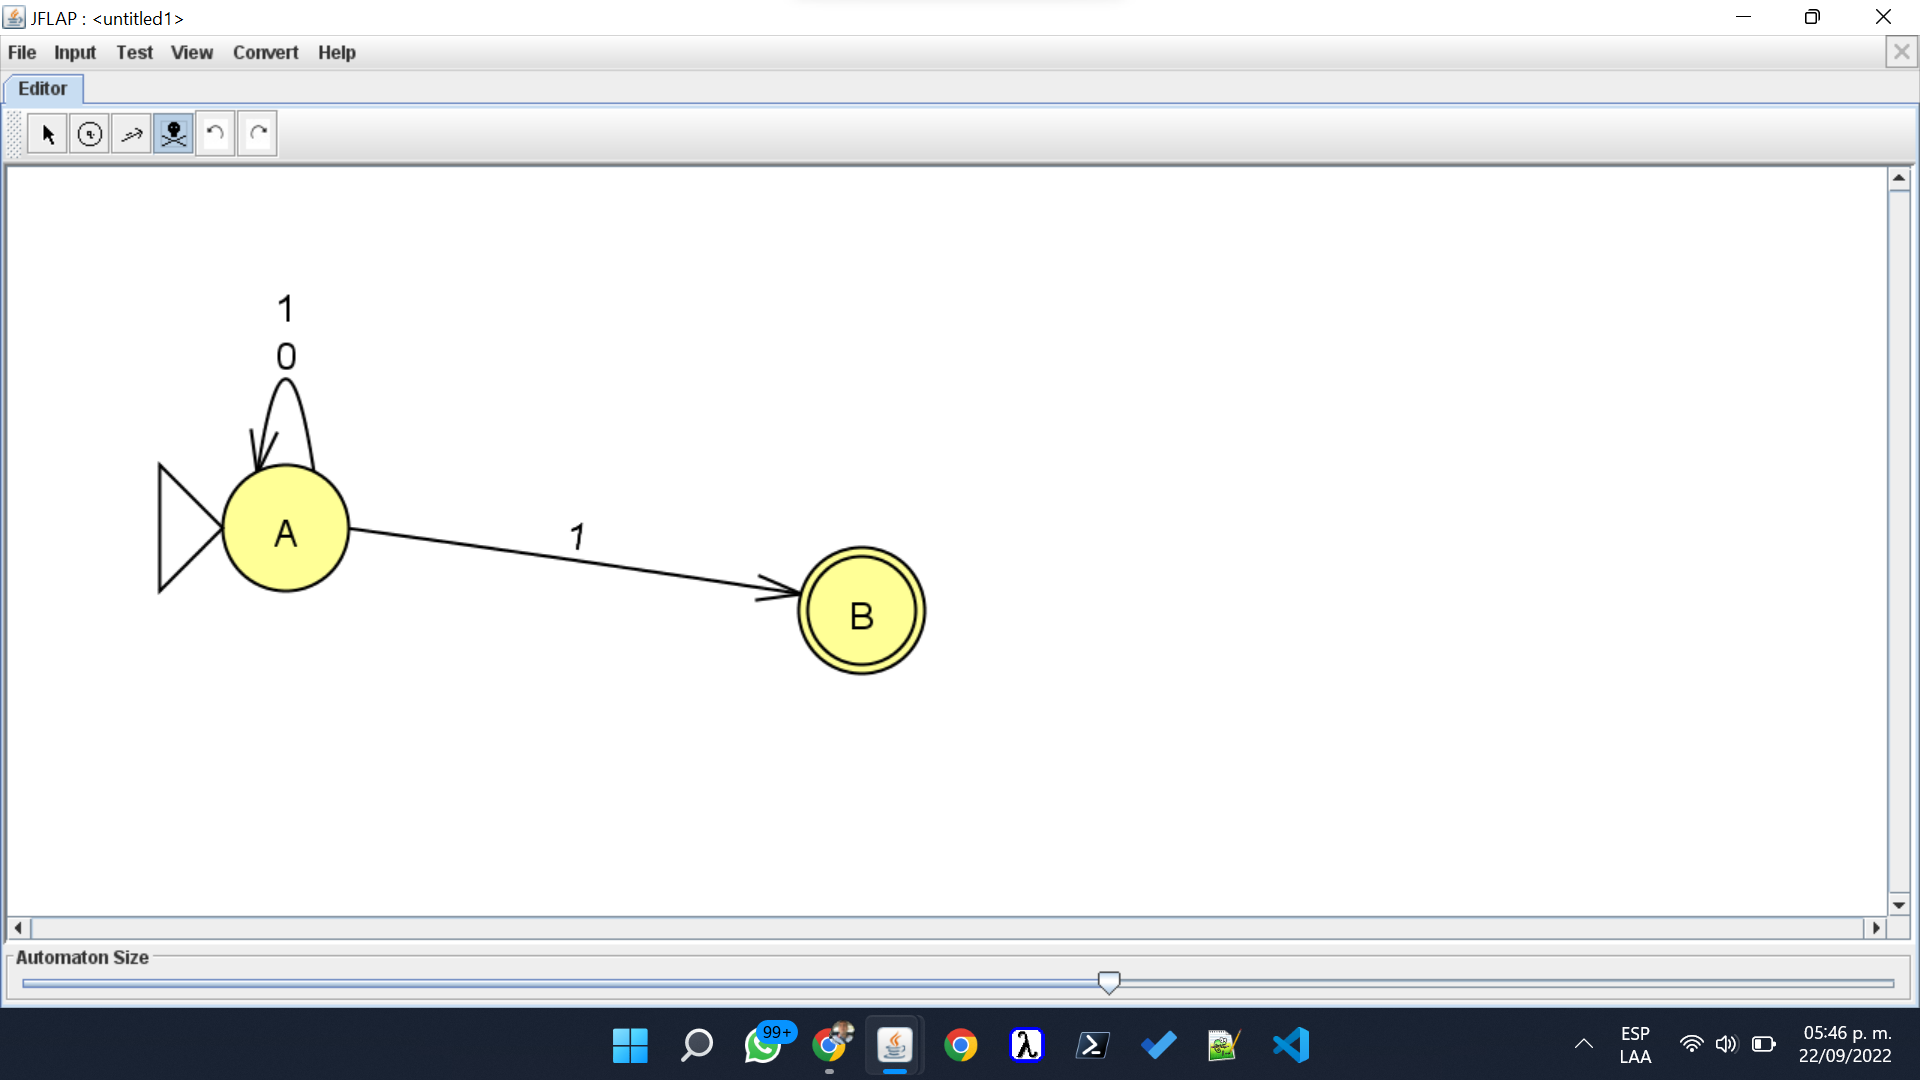 JFLAP : <untitled1>
File Input Test View Convert Help
Editor
1
0
A
1
B
Automaton Size
99+
ESP
LAA
05:46 p. m.
22/09/2022